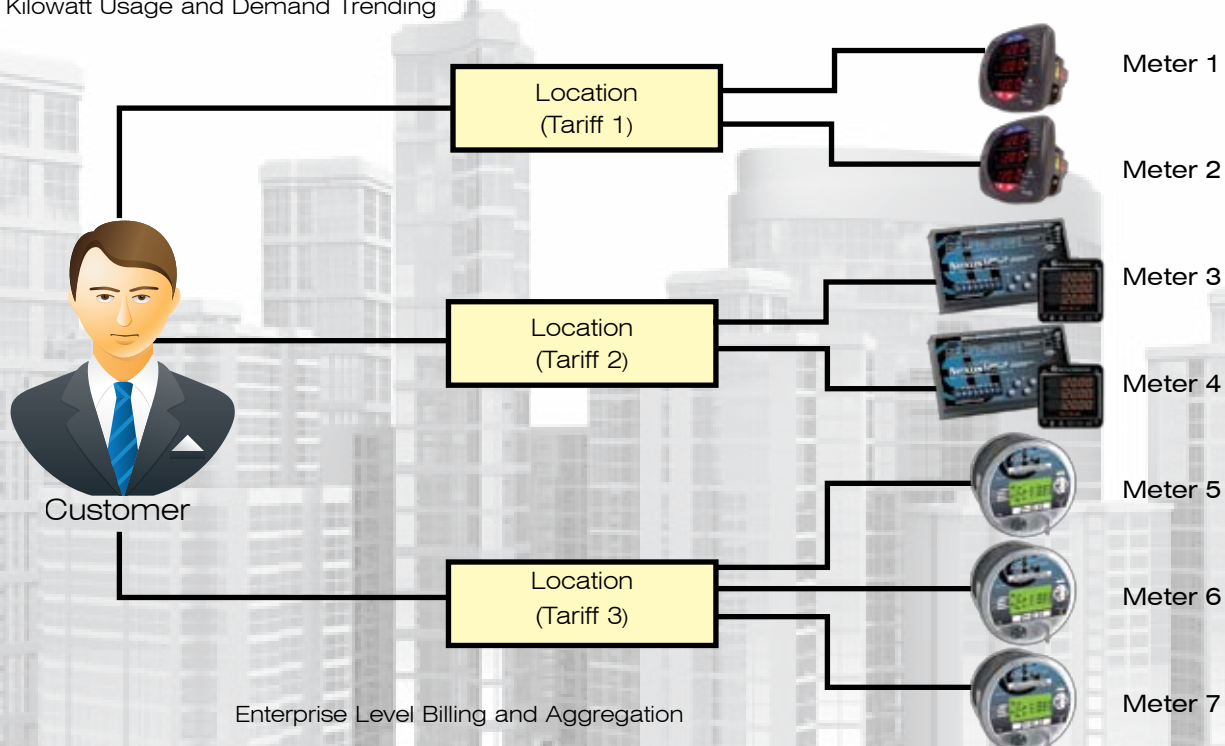 Kilowatt Usage and Demand Trending
Location
(Tariff 1)
Meter 1
Meter 2
Location
(Tariff 2)
Meter 3
Meter 4
Customer
Location
(Tariff 3)
Meter 5
Meter 6
Meter 7
Enterprise Level Billing and Aggregation